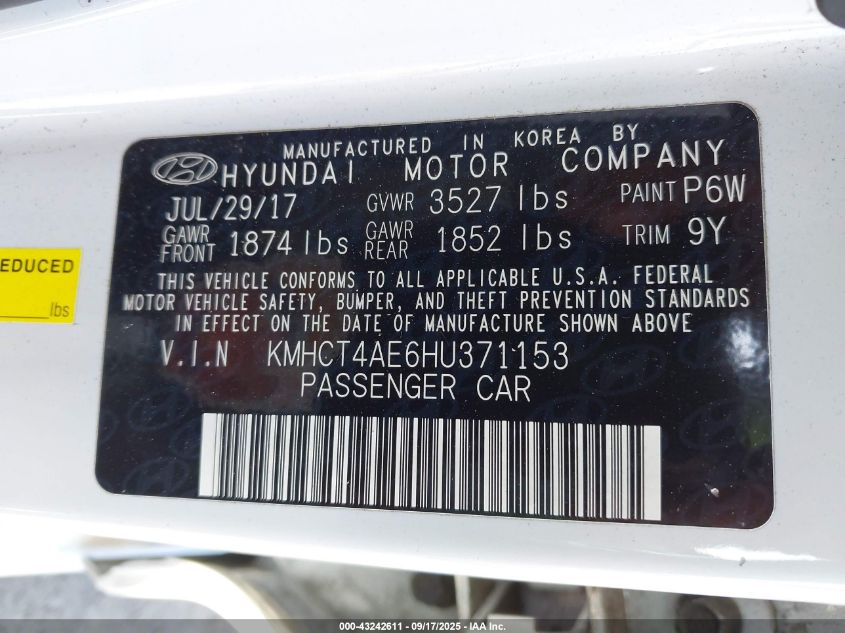 MANUFACTURED IN KOREA BY
HYUNDAI MOTOR COMPANY
JUL/29/17 GVWR 3527 lbs PAINT P6W
GAWR FRONT 1874 lbs GAWR REAR 1852 lbs TRIM 9Y
THIS VEHICLE CONFORMS TO ALL APPLICABLE U.S.A. FEDERAL
MOTOR VEHICLE SAFETY, BUMPER, AND THEFT PREVENTION STANDARDS
IN EFFECT ON THE DATE OF MANUFACTURE SHOWN ABOVE
V.I.N KMHCT4AE6HU371153
PASSENGER CAR
EDUCED
lbs
000-43242611 - 09/17/2025 - IAA Inc.